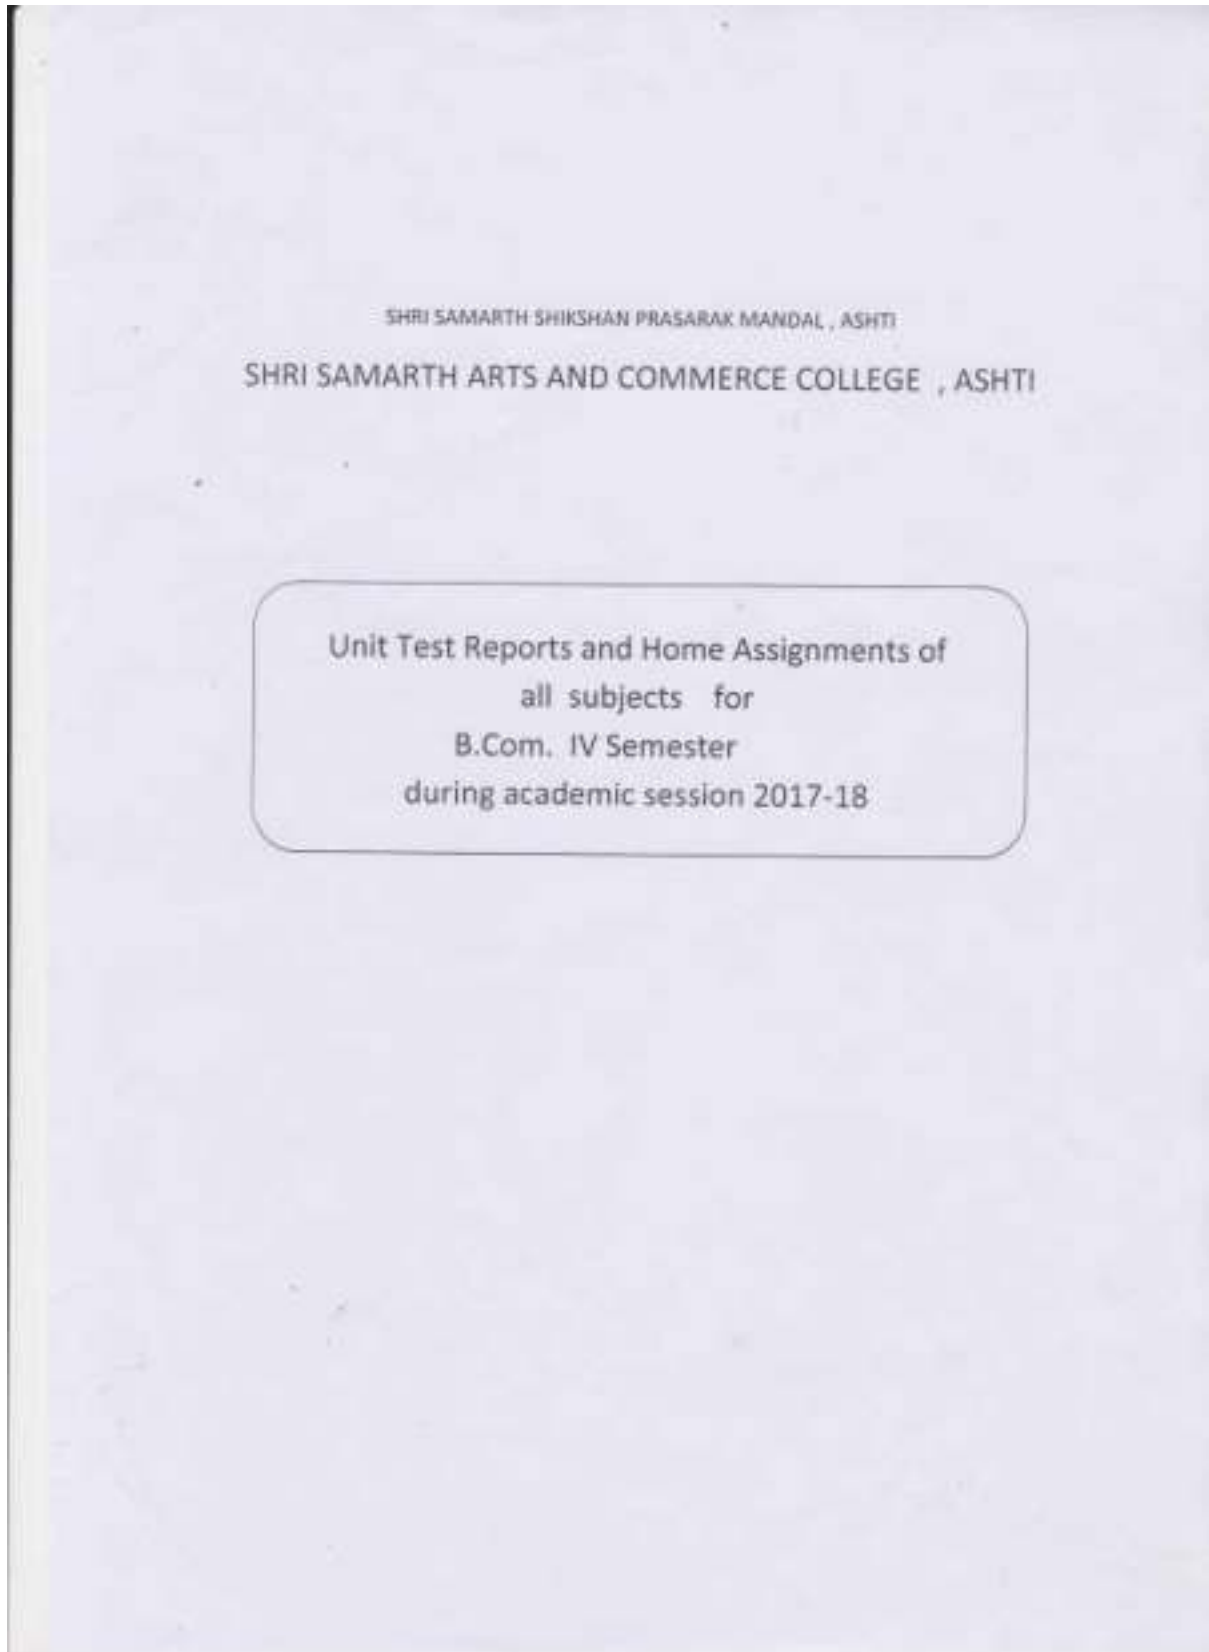 SHRI SAMARTH SHIKSHAN PRASARAK MANDAL , ASHTI
SHRI SAMARTH ARTS AND COMMERCE COLLEGE , ASHTI
Unit Test Reports and Home Assignments of
all subjects for
B.Com. IV Semester
during academic session 2017-18